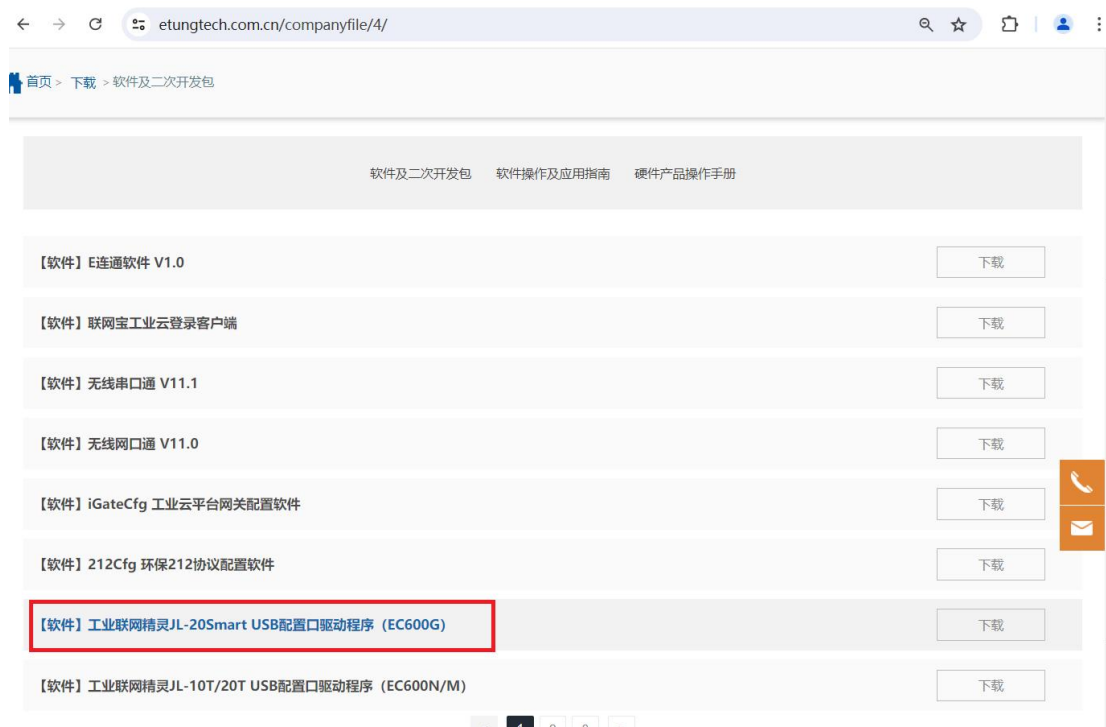 etungtech.com.cn/companyfile/4/
首页 > 下载 > 软件及二次开发包
软件及二次开发包 软件操作及应用指南 硬件产品操作手册
【软件】E连通软件 V1.0 下载
【软件】联网宝工业云登录客户端 下载
【软件】无线串口通 V11.1 下载
【软件】无线网口通 V11.0 下载
【软件】iGateCfg 工业云平台网关配置软件 下载
【软件】212Cfg 环保212协议配置软件 下载
【软件】工业联网精灵JL-20Smart USB配置口驱动程序（EC600G） 下载
【软件】工业联网精灵JL-10T/20T USB配置口驱动程序（EC600N/M） 下载